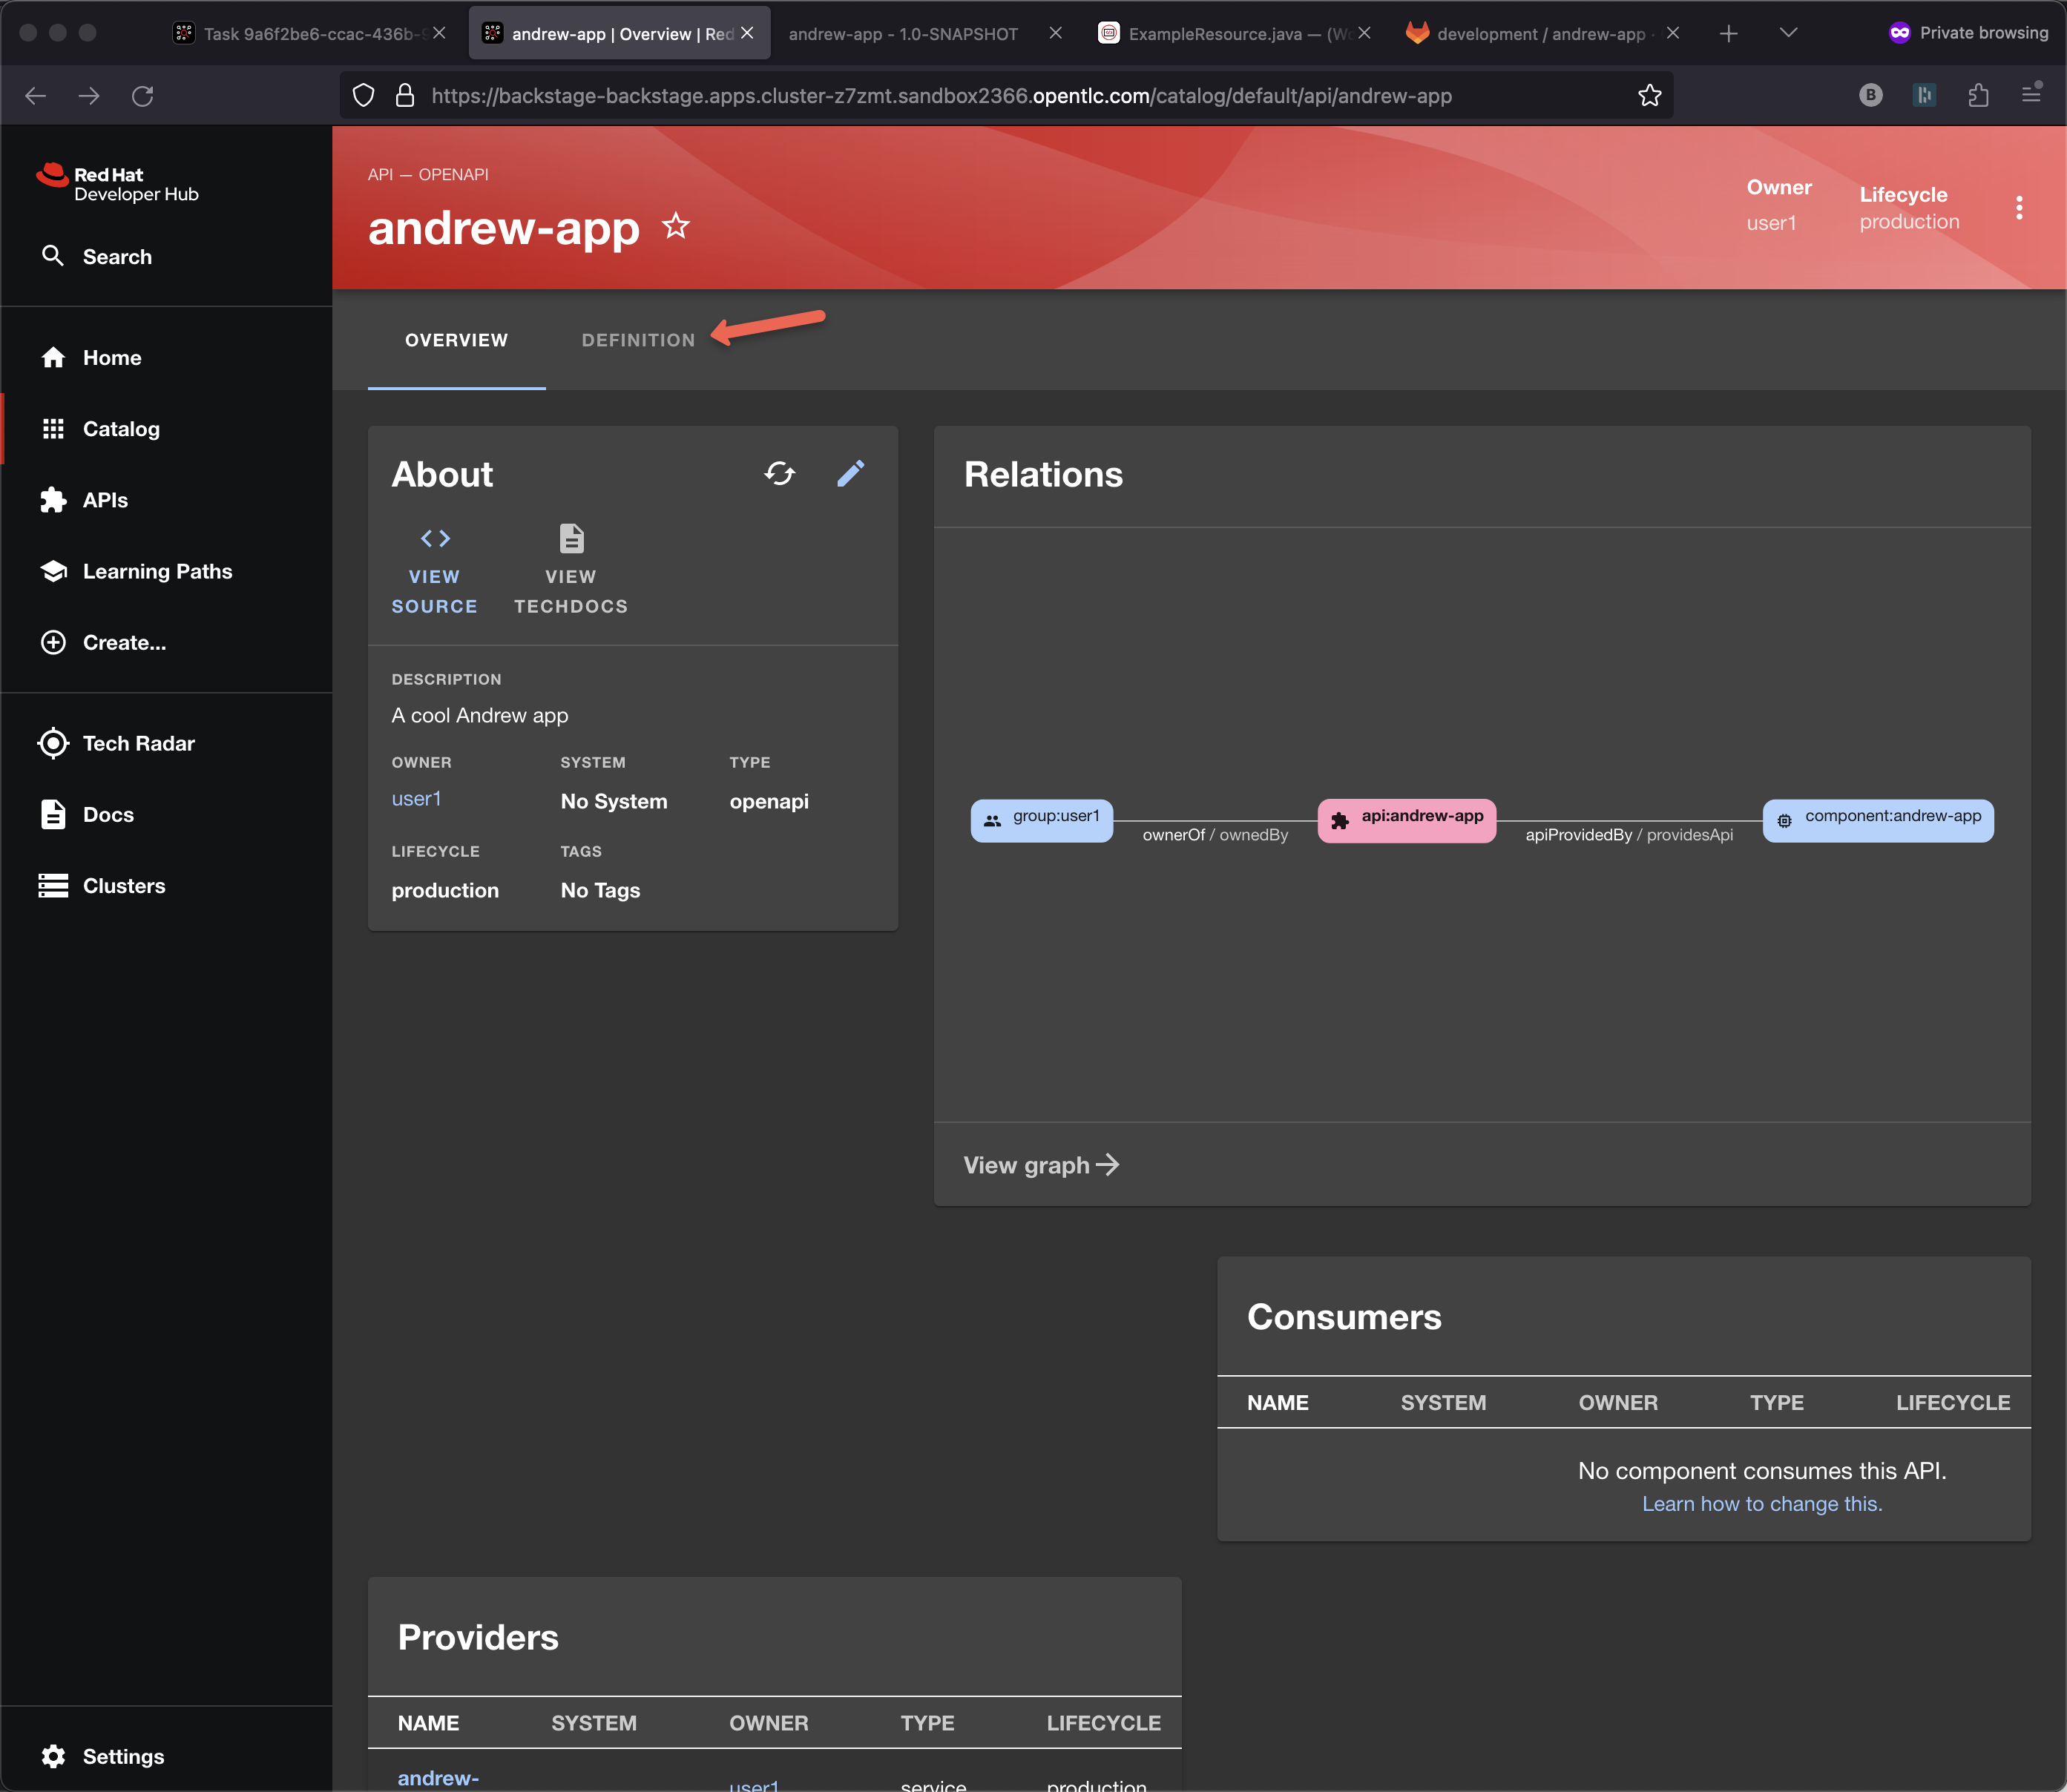 Task 9a6f2be6-ccac-436b-9
andrew-app | Overview | Red
andrew-app - 1.0-SNAPSHOT
ExampleResource.java — (Wo
development / andrew-app ·
Private browsing
https://backstage-backstage.apps.cluster-z7zmt.sandbox2366.opentlc.com/catalog/default/api/andrew-app
B
Red Hat
Developer Hub
Search
Home
Catalog
APIs
Learning Paths
Create...
Tech Radar
Docs
Clusters
Settings
API — OPENAPI
andrew-app
Owner
user1
Lifecycle
production
OVERVIEW
DEFINITION
About
VIEW
SOURCE
VIEW
TECHDOCS
DESCRIPTION
A cool Andrew app
OWNER
SYSTEM
TYPE
user1
No System
openapi
LIFECYCLE
TAGS
production
No Tags
Relations
group:user1
ownerOf / ownedBy
api:andrew-app
apiProvidedBy / providesApi
component:andrew-app
View graph
Consumers
NAME
SYSTEM
OWNER
TYPE
LIFECYCLE
No component consumes this API.
Learn how to change this.
Providers
NAME
SYSTEM
OWNER
TYPE
LIFECYCLE
andrew-
user1
service
production